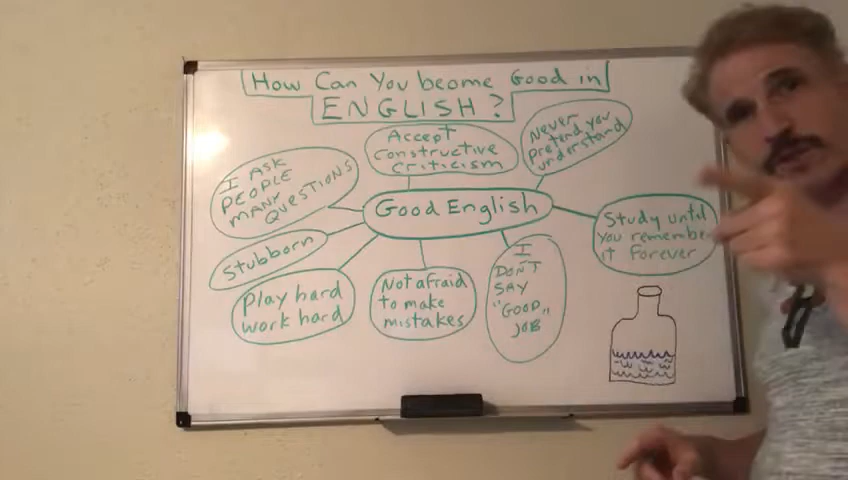 How Can You beome Good in
ENGLISH?
Accept
constructive
criticism
Never
pretend you
understand
I ASK
PEOPLE
MANY
QUESTIONS
Good English
Study until
you remember
it forever
Stubborn
Play hard
work hard
Not afraid
to make
mistakes
I
DON'T
SAY
"GOOD"
JOB